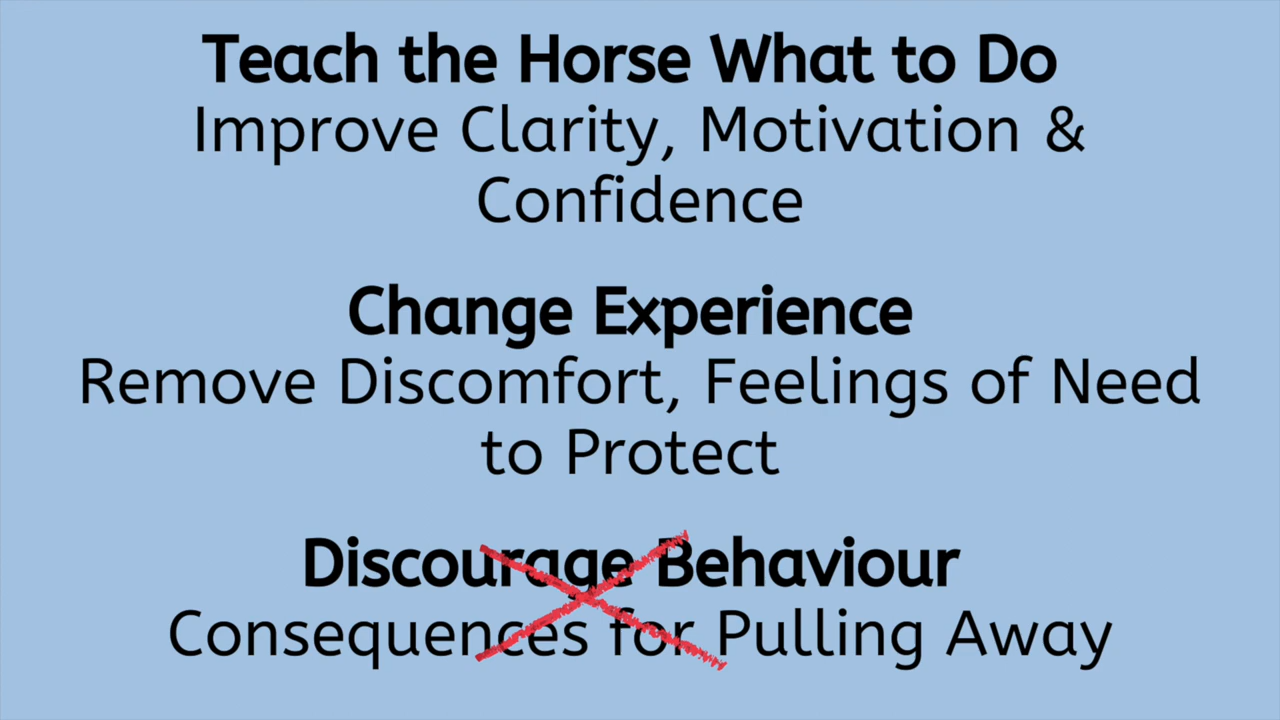 Teach the Horse What to Do
Improve Clarity, Motivation &
Confidence
Change Experience
Remove Discomfort, Feelings of Need
to Protect
Discourage Behaviour
Consequences for Pulling Away